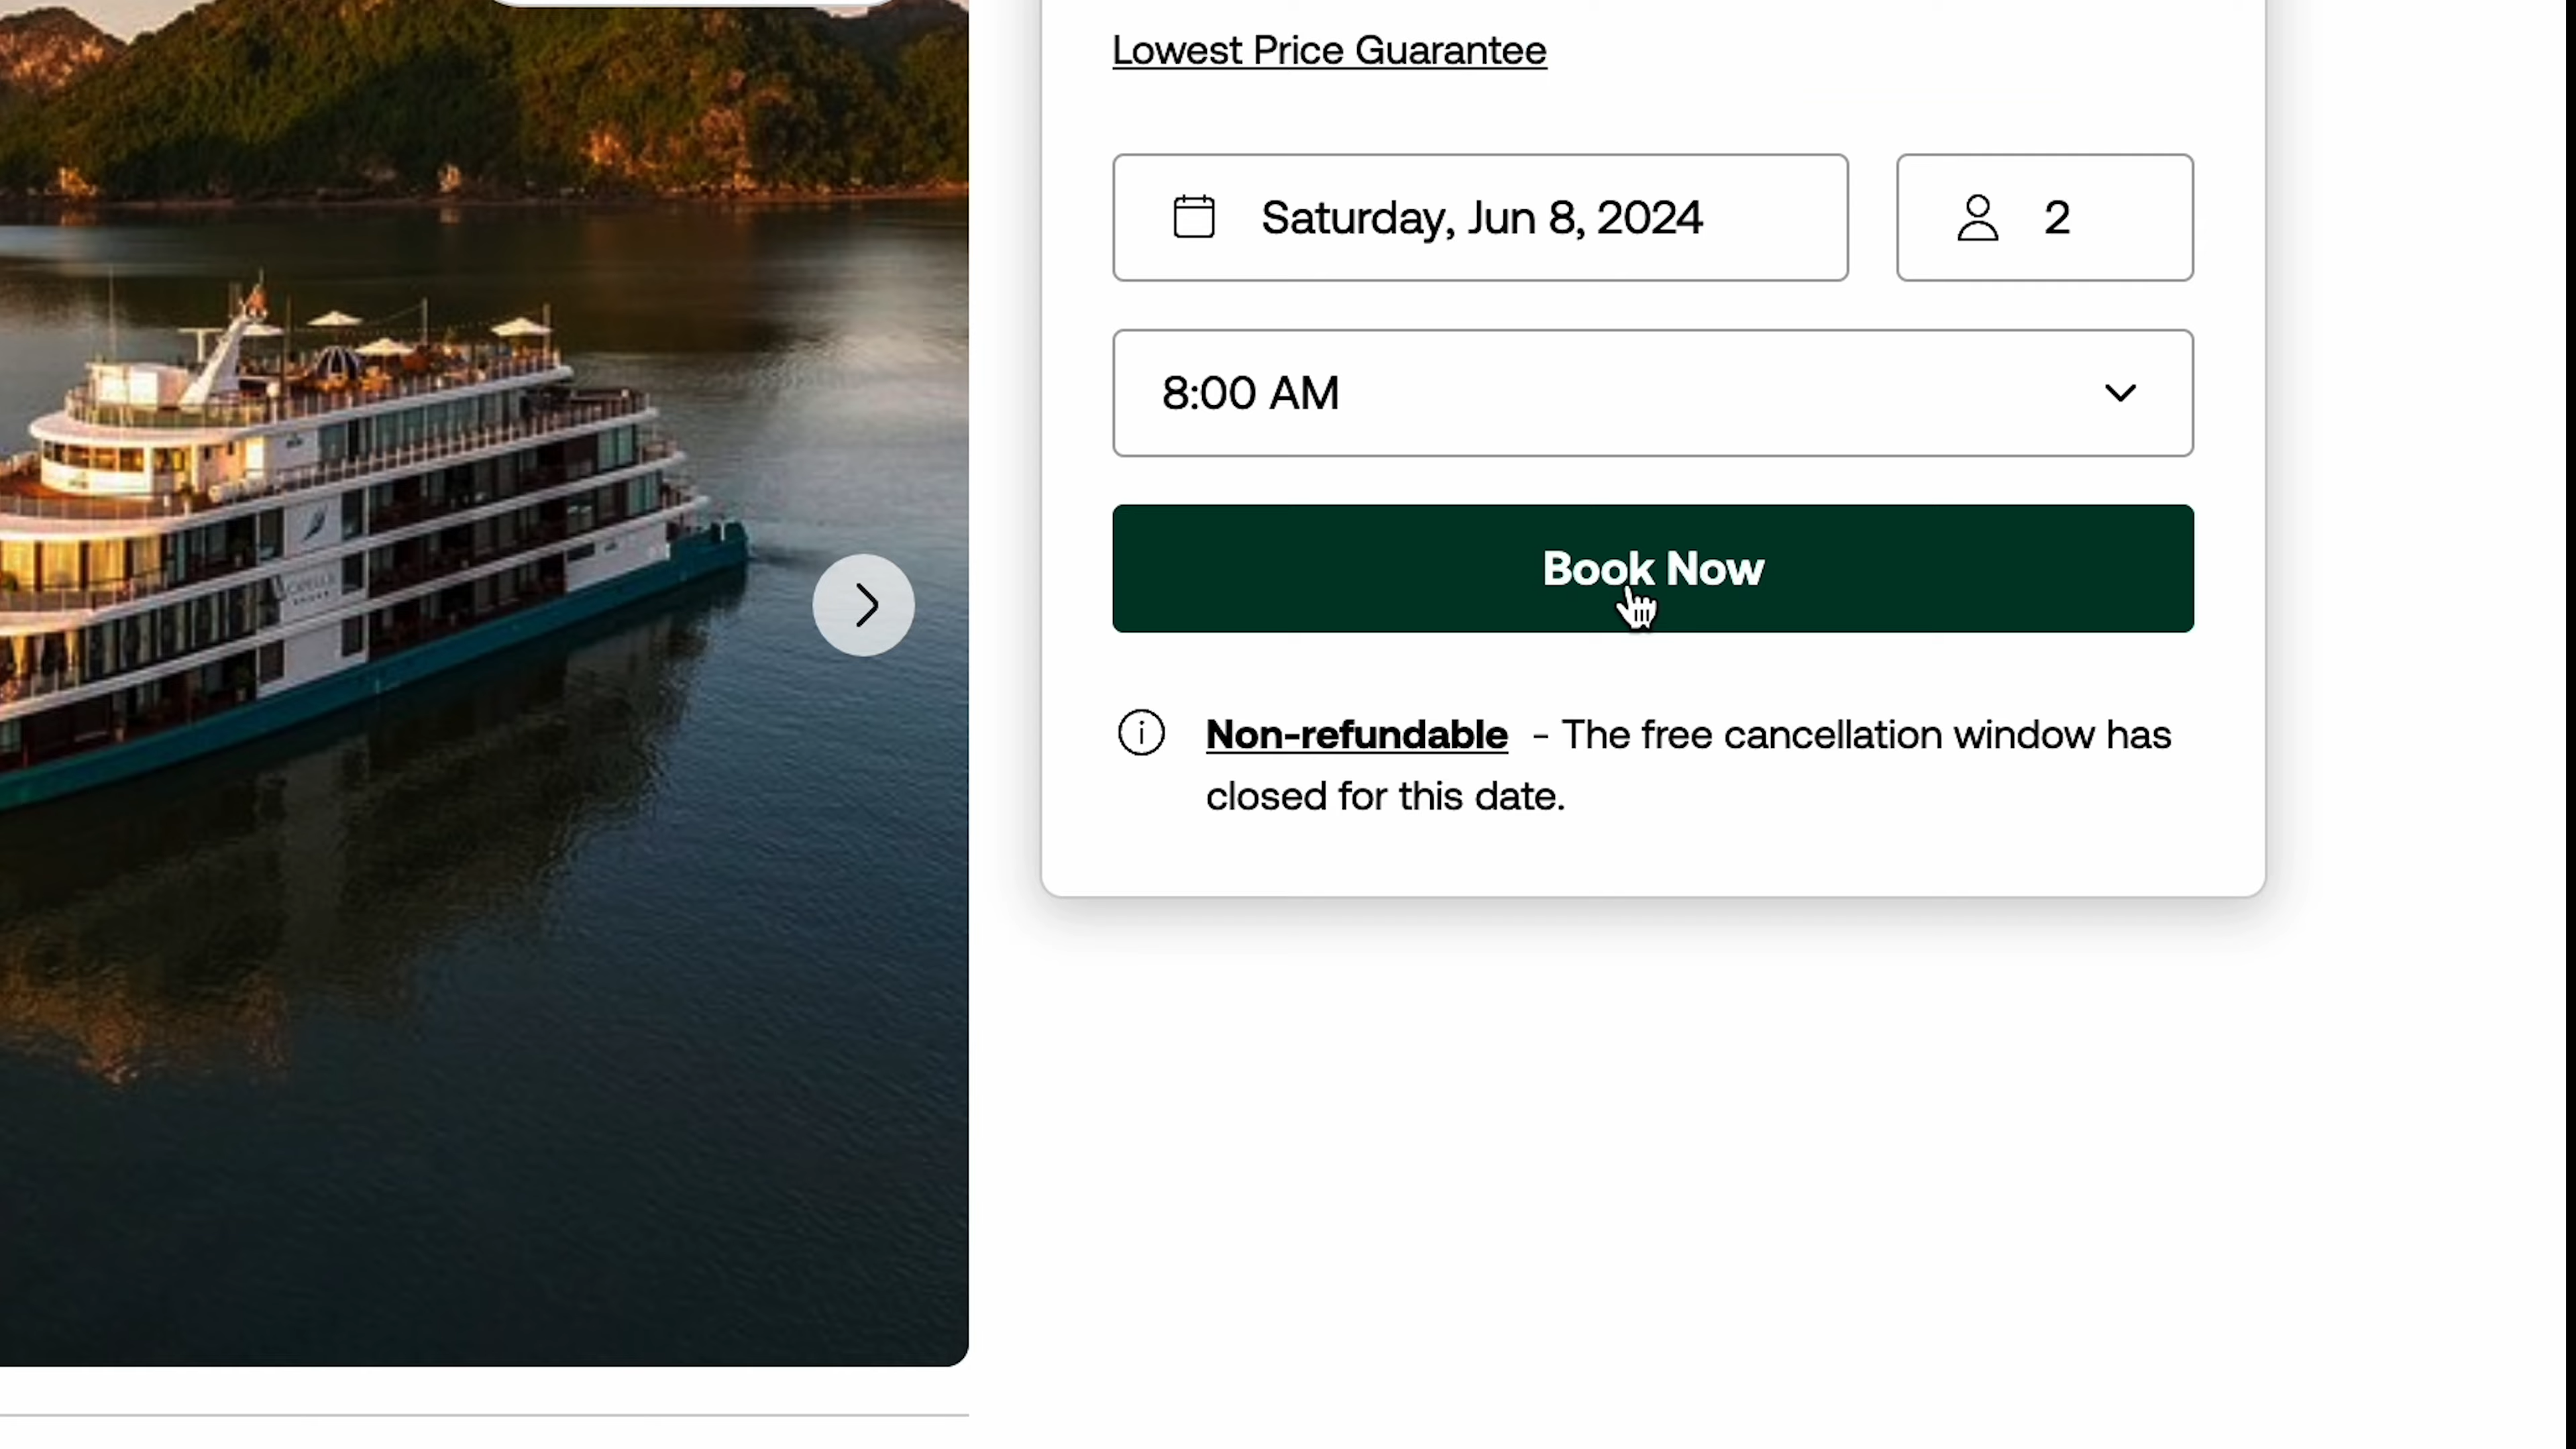 Lowest Price Guarantee
Saturday, Jun 8, 2024
2
8:00 AM
Book Now
Non-refundable - The free cancellation window has
closed for this date.